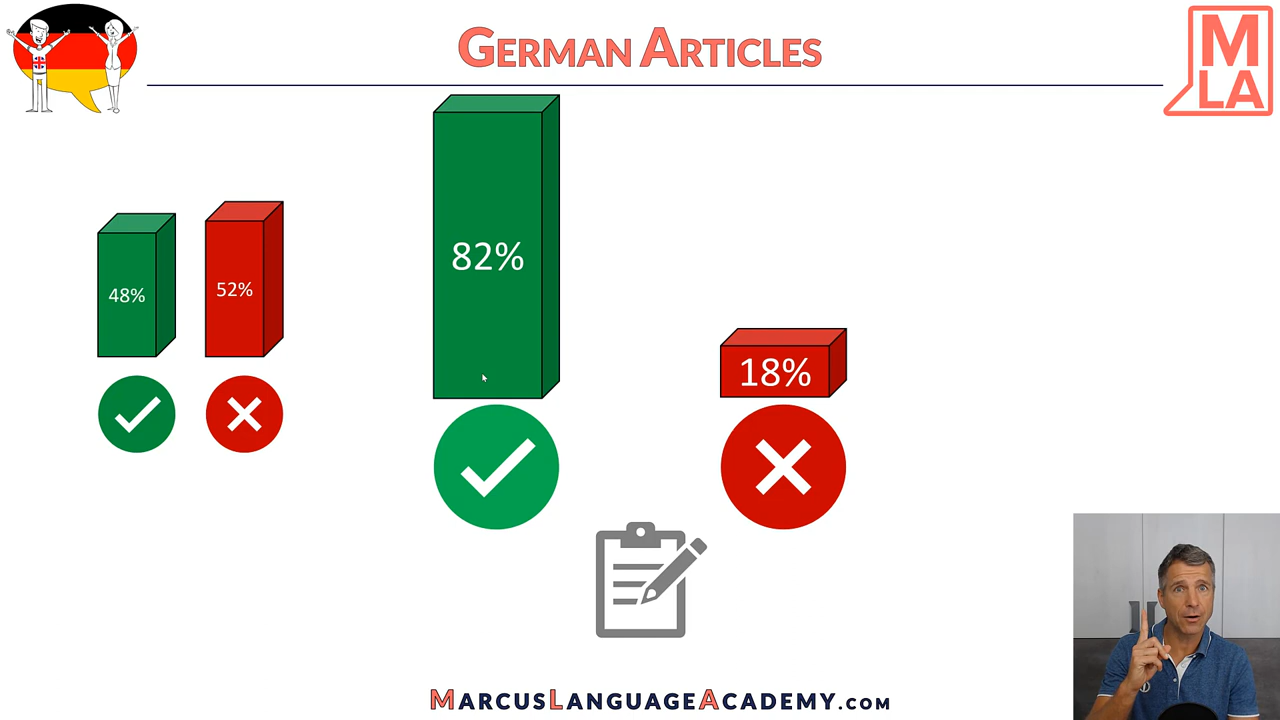 GERMAN ARTICLES
M
LA
82%
48%
52%
18%
MARCUSLANGUAGEACADEMY.COM